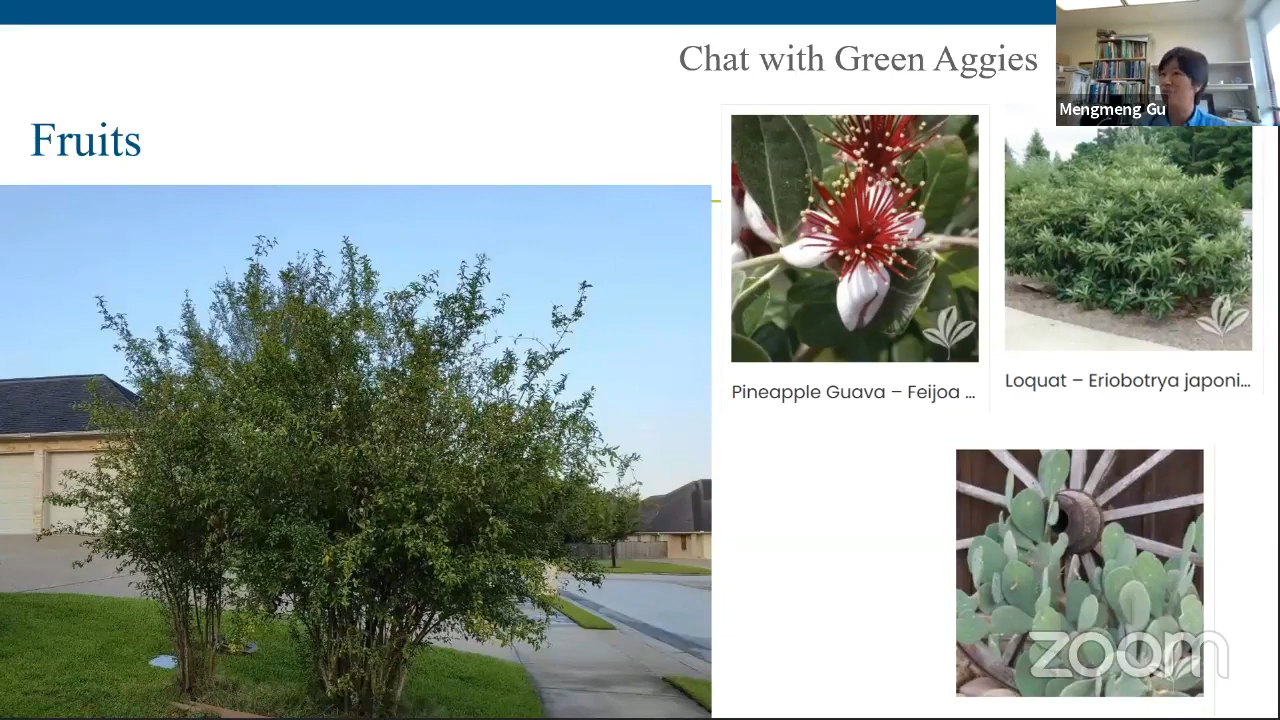 Chat with Green Aggies
Mengmeng Gu
Fruits
Pineapple Guava – Feijoa ...
Loquat – Eriobotrya japoni...
zoom